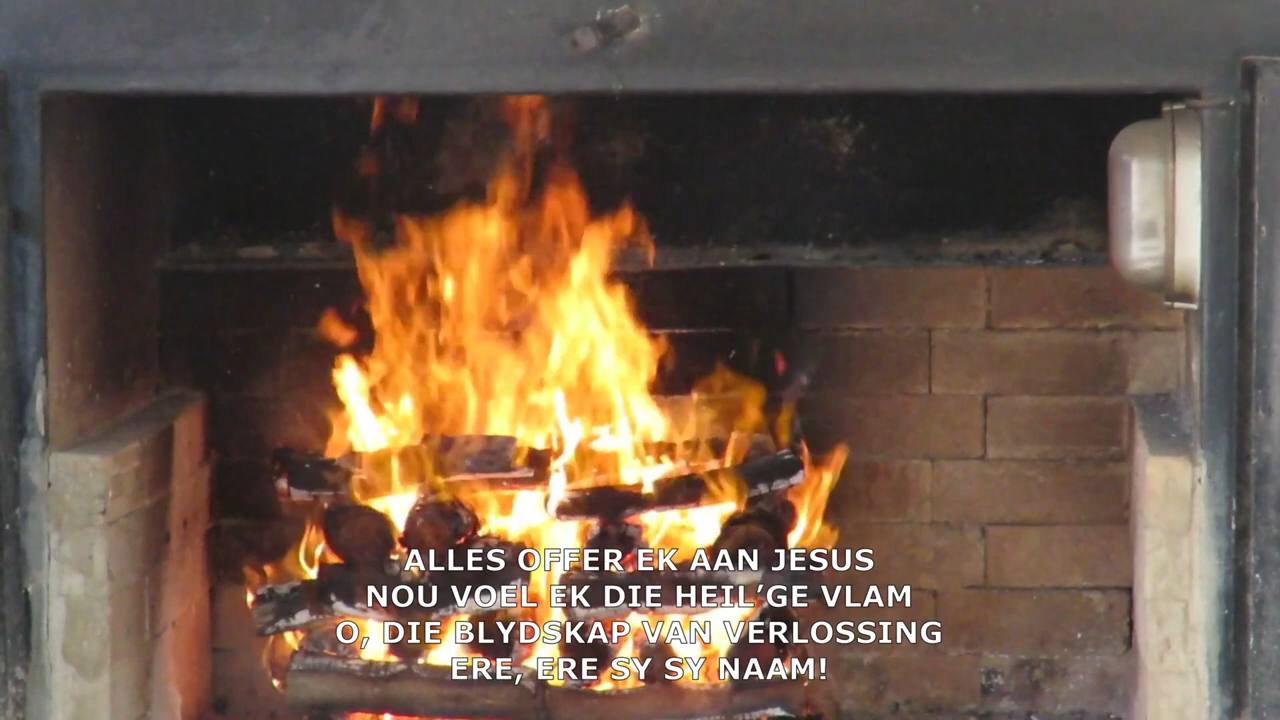 ALLES OFFER EK AAN JESUS
NOU VOEL EK DIE HEIL’GE VLAM
O, DIE BLYDSKAP VAN VERLOSSING
ERE, ERE SY SY NAAM!